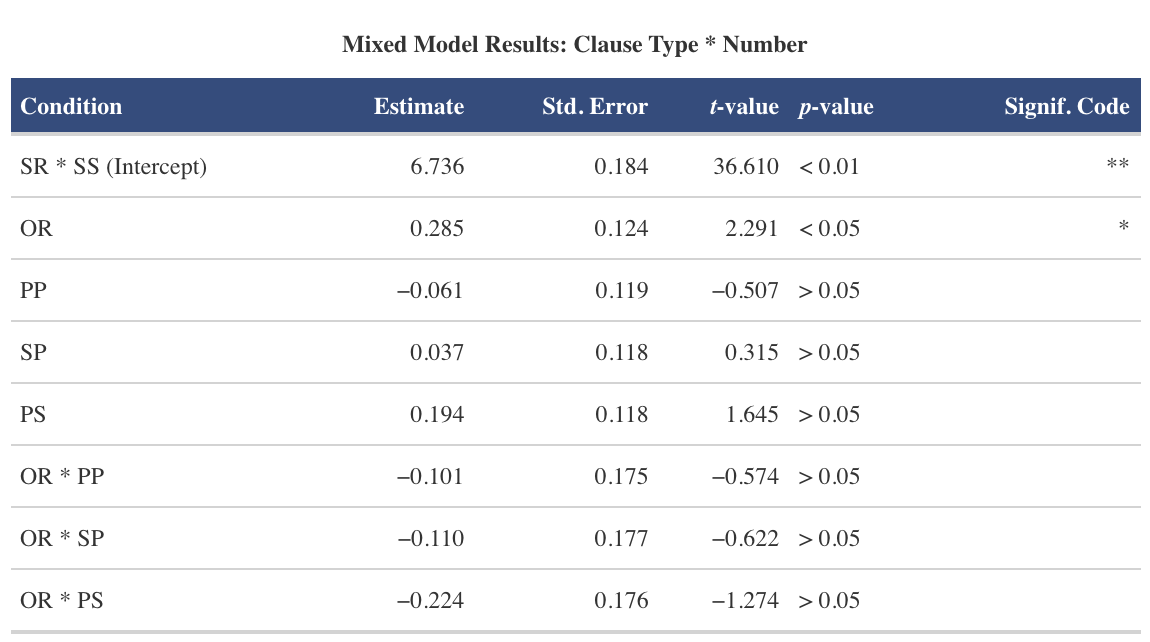 Mixed Model Results: Clause Type * Number
Condition Estimate Std. Error t-value p-value Signif. Code
SR * SS (Intercept) 6.736 0.184 36.610 < 0.01 **
OR 0.285 0.124 2.291 < 0.05 *
PP −0.061 0.119 −0.507 > 0.05
SP 0.037 0.118 0.315 > 0.05
PS 0.194 0.118 1.645 > 0.05
OR * PP −0.101 0.175 −0.574 > 0.05
OR * SP −0.110 0.177 −0.622 > 0.05
OR * PS −0.224 0.176 −1.274 > 0.05